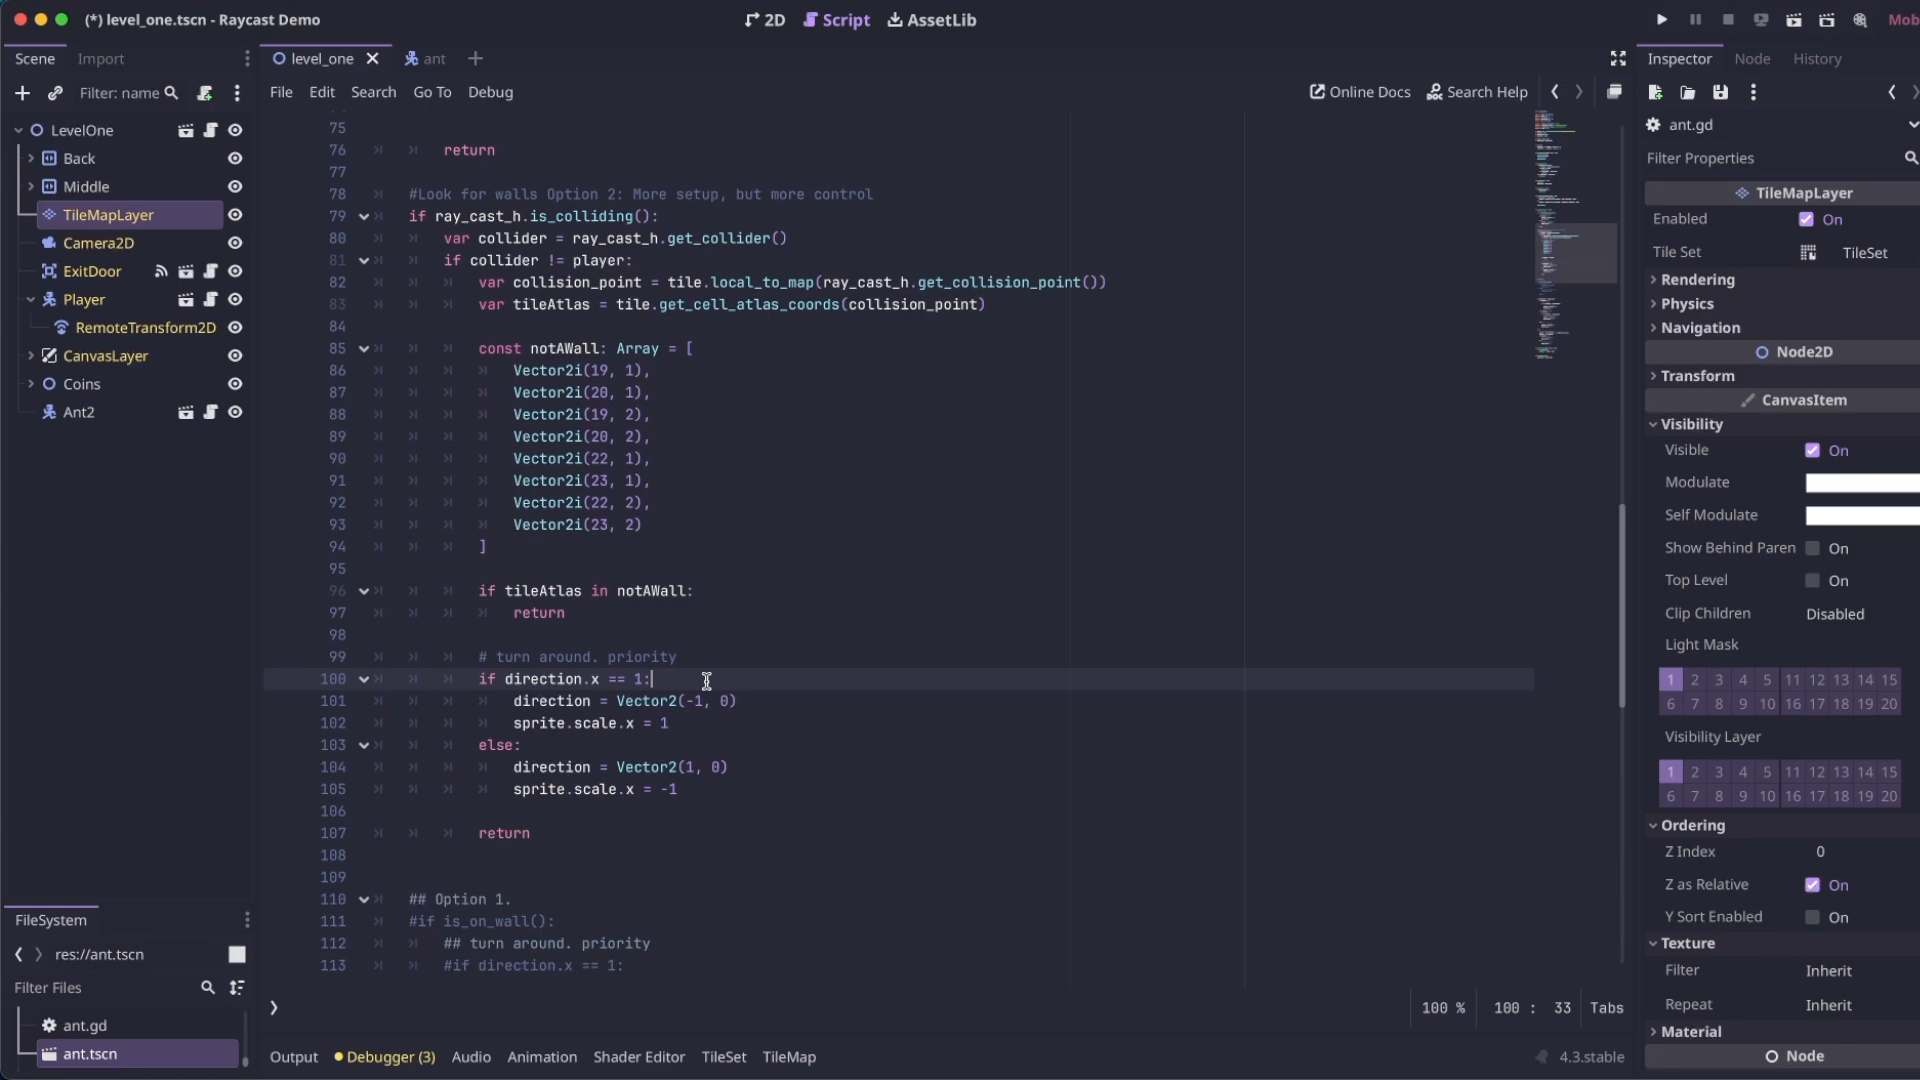 (*) level_one.tscn - Raycast Demo
2D
Script
AssetLib
Mob
Scene
Import
level_one
ant
Inspector
Node
History
Filter: name
File
Edit
Search
Go To
Debug
Online Docs
Search Help
LevelOne
Back
Middle
TileMapLayer
Camera2D
ExitDoor
Player
RemoteTransform2D
CanvasLayer
Coins
Ant2
FileSystem
res://ant.tscn
Filter Files
ant.gd
ant.tscn
75
76 return
77
78 #Look for walls Option 2: More setup, but more control
79 if ray_cast_h.is_colliding():
80 var collider = ray_cast_h.get_collider()
81 if collider != player:
82 var collision_point = tile.local_to_map(ray_cast_h.get_collision_point())
83 var tileAtlas = tile.get_cell_atlas_coords(collision_point)
84
85 const notAWall: Array = [
86 Vector2i(19, 1),
87 Vector2i(20, 1),
88 Vector2i(19, 2),
89 Vector2i(20, 2),
90 Vector2i(22, 1),
91 Vector2i(23, 1),
92 Vector2i(22, 2),
93 Vector2i(23, 2)
94 ]
95
96 if tileAtlas in notAWall:
97 return
98
99 # turn around. priority
100 if direction.x == 1:
101 direction = Vector2(-1, 0)
102 sprite.scale.x = 1
103 else:
104 direction = Vector2(1, 0)
105 sprite.scale.x = -1
106
107 return
108
109
110 ## Option 1.
111 #if is_on_wall():
112 ## turn around. priority
113 #if direction.x == 1:
100 %
100 : 33
Tabs
Output
Debugger (3)
Audio
Animation
Shader Editor
TileSet
TileMap
4.3.stable
ant.gd
Filter Properties
TileMapLayer
Enabled On
Tile Set TileSet
Rendering
Physics
Navigation
Node2D
Transform
CanvasItem
Visibility
Visible On
Modulate
Self Modulate
Show Behind Paren On
Top Level On
Clip Children Disabled
Light Mask
1 2 3 4 5 11 12 13 14 15
6 7 8 9 10 16 17 18 19 20
Visibility Layer
1 2 3 4 5 11 12 13 14 15
6 7 8 9 10 16 17 18 19 20
Ordering
Z Index 0
Z as Relative On
Y Sort Enabled On
Texture
Filter Inherit
Repeat Inherit
Material
Node